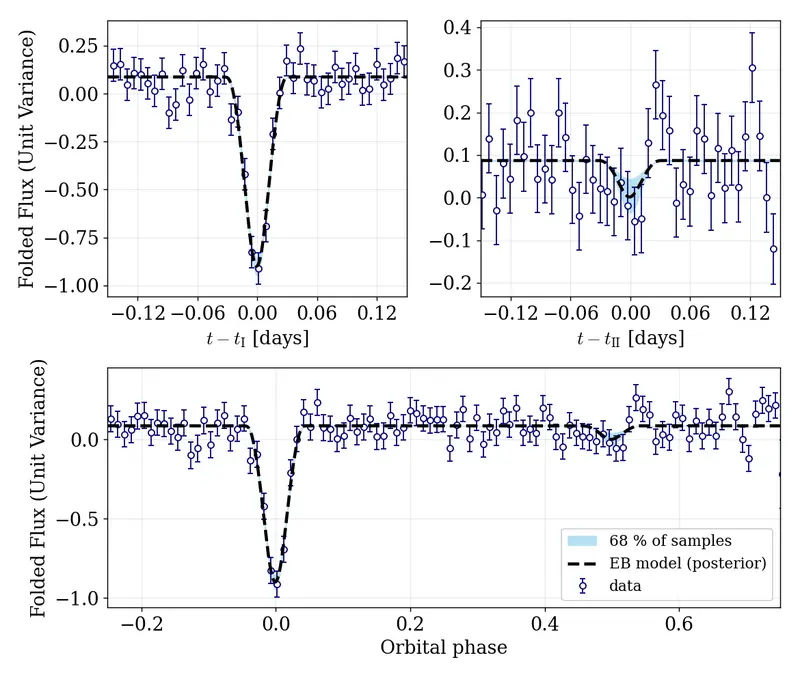 Folded Flux (Unit Variance)
0.25
0.00
−0.25
−0.50
−0.75
−1.00
−0.12 −0.06 0.00 0.06 0.12
t − tI [days]
0.4
0.3
0.2
0.1
0.0
−0.1
−0.2
−0.12 −0.06 0.00 0.06 0.12
t − tII [days]
Folded Flux (Unit Variance)
0.0
−0.5
−1.0
68 % of samples
EB model (posterior)
data
−0.2 0.0 0.2 0.4 0.6
Orbital phase